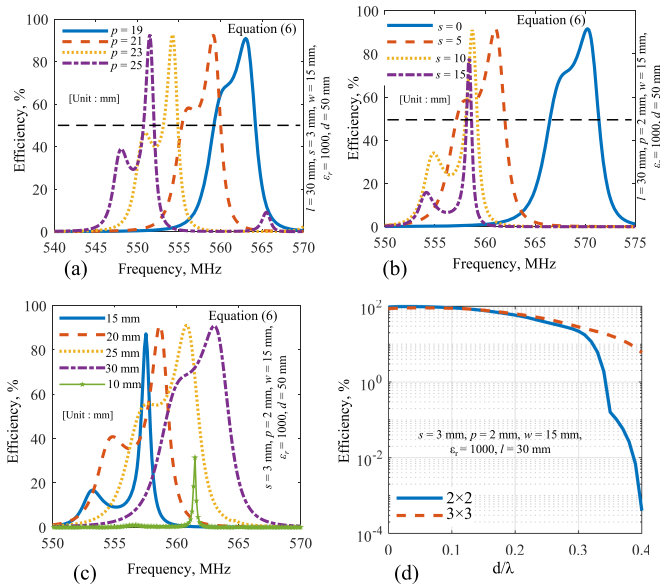 100
80
60
40
20
0
Efficiency, %
p = 19
p = 21
p = 23
p = 25
[Unit : mm]
Equation (6)
540 545 550 555 560 565 570
Frequency, MHz
(a)
l = 30 mm, s = 3 mm, w = 15 mm,
εr = 1000, d = 50 mm
100
80
60
40
20
0
Efficiency, %
s = 0
s = 5
s = 10
s = 15
[Unit : mm]
Equation (6)
550 555 560 565 570 575
Frequency, MHz
(b)
l = 30 mm, p = 2 mm, w = 15 mm,
εr = 1000, d = 50 mm
100
80
60
40
20
0
Efficiency, %
15 mm
20 mm
25 mm
30 mm
10 mm
[Unit : mm]
Equation (6)
550 555 560 565 570
Frequency, MHz
(c)
s = 3 mm, p = 2 mm, w = 15 mm,
εr = 1000, d = 50 mm
10^2
10^0
10^-2
10^-4
Efficiency, %
s = 3 mm, p = 2 mm, w = 15 mm,
εr = 1000, l = 30 mm
2×2
3×3
0 0.1 0.2 0.3 0.4
d/λ
(d)